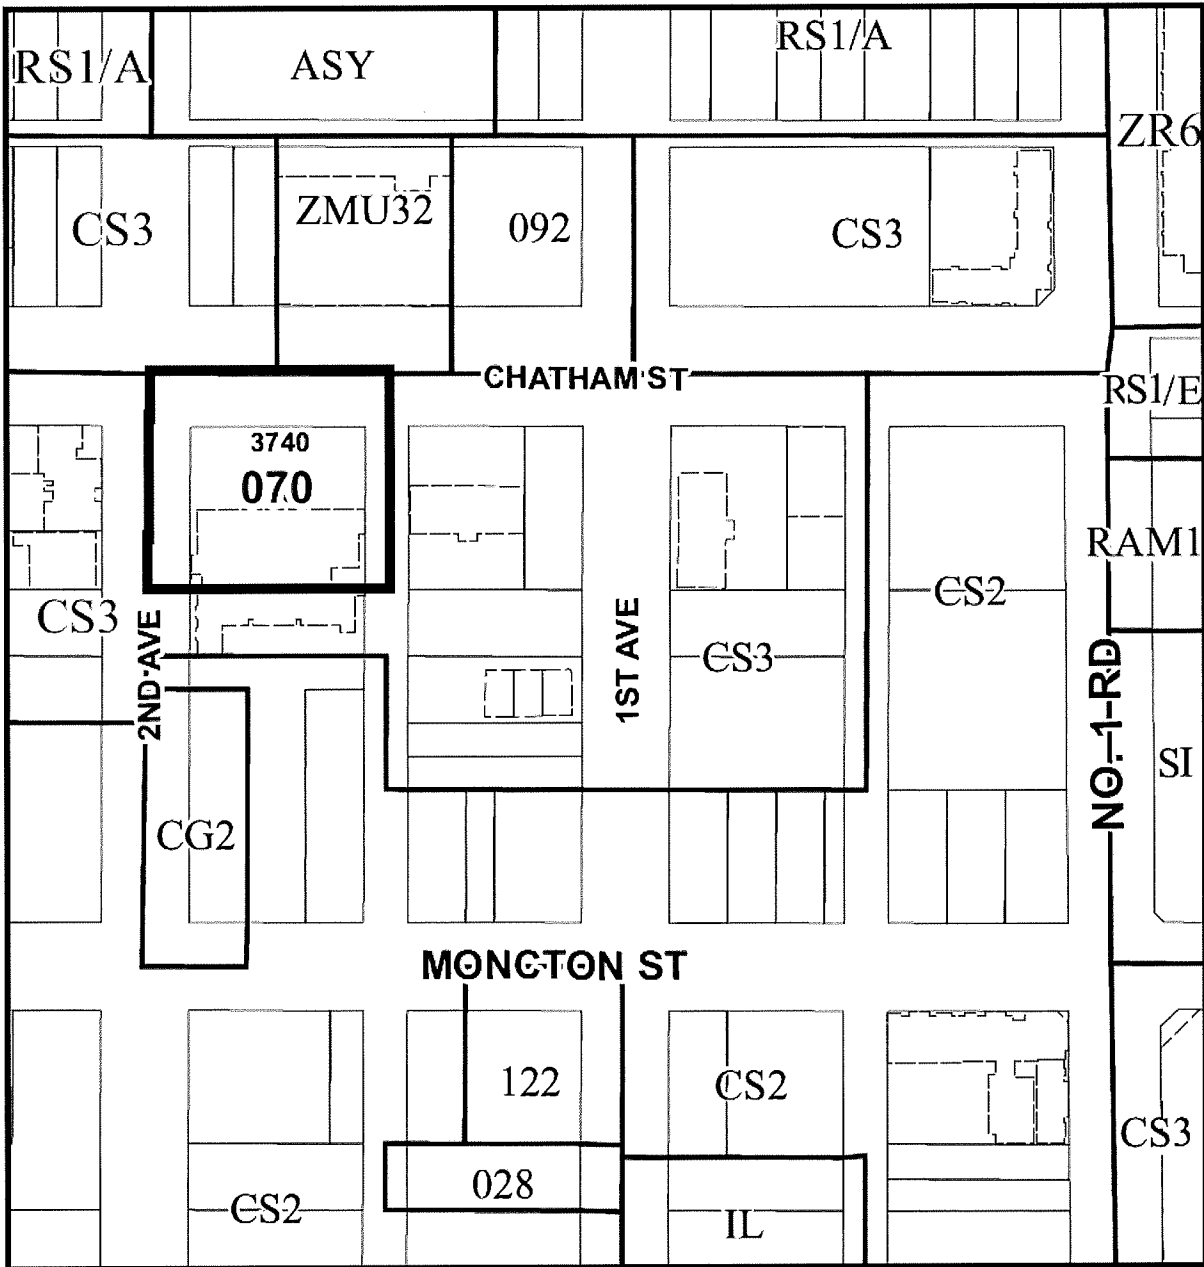 RS1/A
ASY
RS1/A
ZR6
CS3
ZMU32
092
CS3
CHATHAM ST
RS1/E
3740
070
RAM1
CS2
CS3
2ND AVE
1ST AVE
CS3
NO. 1 RD
SI
CG2
MONCTON ST
122
CS2
CS3
028
CS2
IL